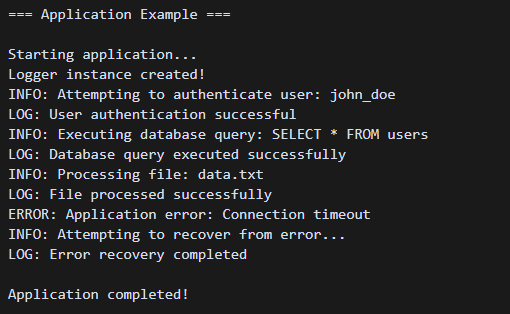 === Application Example ===
Starting application...
Logger instance created!
INFO: Attempting to authenticate user: john_doe
LOG: User authentication successful
INFO: Executing database query: SELECT * FROM users
LOG: Database query executed successfully
INFO: Processing file: data.txt
LOG: File processed successfully
ERROR: Application error: Connection timeout
INFO: Attempting to recover from error...
LOG: Error recovery completed
Application completed!